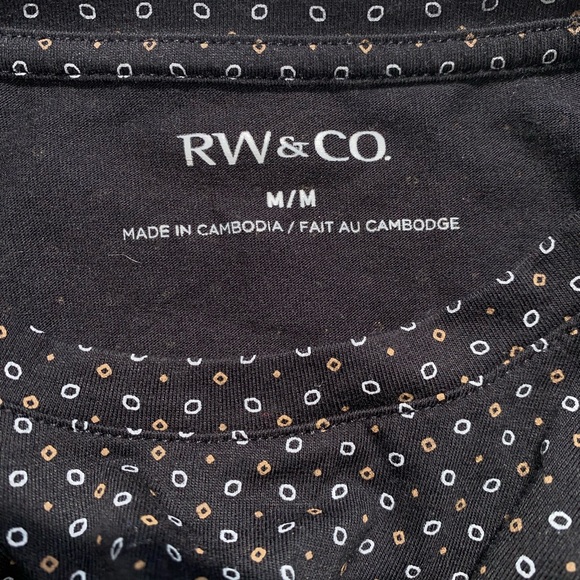 RW&CO.
M/M
MADE IN CAMBODIA / FAIT AU CAMBODGE